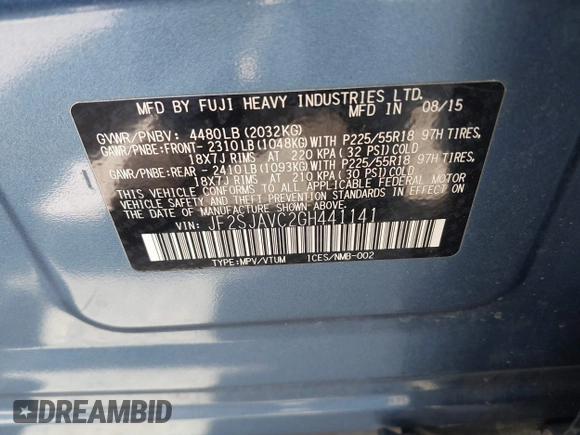 MFD BY FUJI HEAVY INDUSTRIES LTD.
MFD IN 08/15
GVWR/PNBV: 4480LB(2032KG)
GAWR/PNBE:FRONT-2310LB(1048KG)WITH P225/55R18 97H TIRES,
18X7J RIMS AT 220 KPA(32 PSI)COLD
GAWR/PNBE:REAR -2410LB(1093KG)WITH P225/55R18 97H TIRES,
18X7J RIMS AT 210 KPA(30 PSI)COLD
THIS VEHICLE CONFORMS TO ALL APPLICABLE FEDERAL MOTOR
VEHICLE SAFETY AND BUMPER STANDARDS IN EFFECT ON
THE DATE OF MANUFACTURE SHOWN ABOVE.
VIN: JF2SJAVC2GH441141
TYPE:MPV/VTUM ICES/NMB-002
DREAMBID